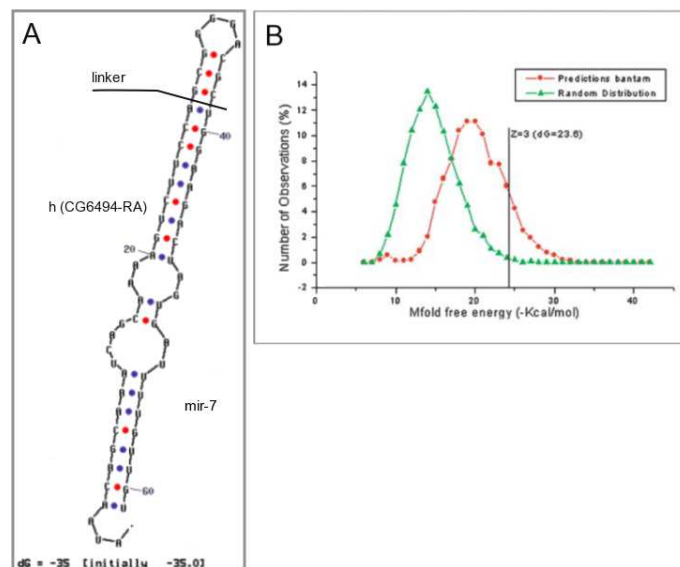 A
linker
40
h (CG6494-RA)
20
mir-7
60
dG = -35 [initially -35.0]
B
Predictions bantam
Random Distribution
Z=3 (dG=23.6)
Number of Observations (%)
14
12
10
8
6
4
2
0
-2
0 10 20 30 40
Mfold free energy (-Kcal/mol)